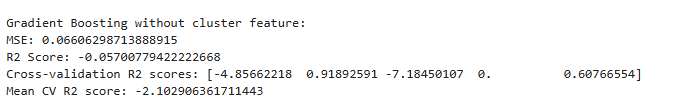 Gradient Boosting without cluster feature:
MSE: 0.06606298713888915
R2 Score: -0.05700779422222668
Cross-validation R2 scores: [-4.85662218  0.91892591 -7.18450107  0.          0.60766554]
Mean CV R2 score: -2.102906361711443